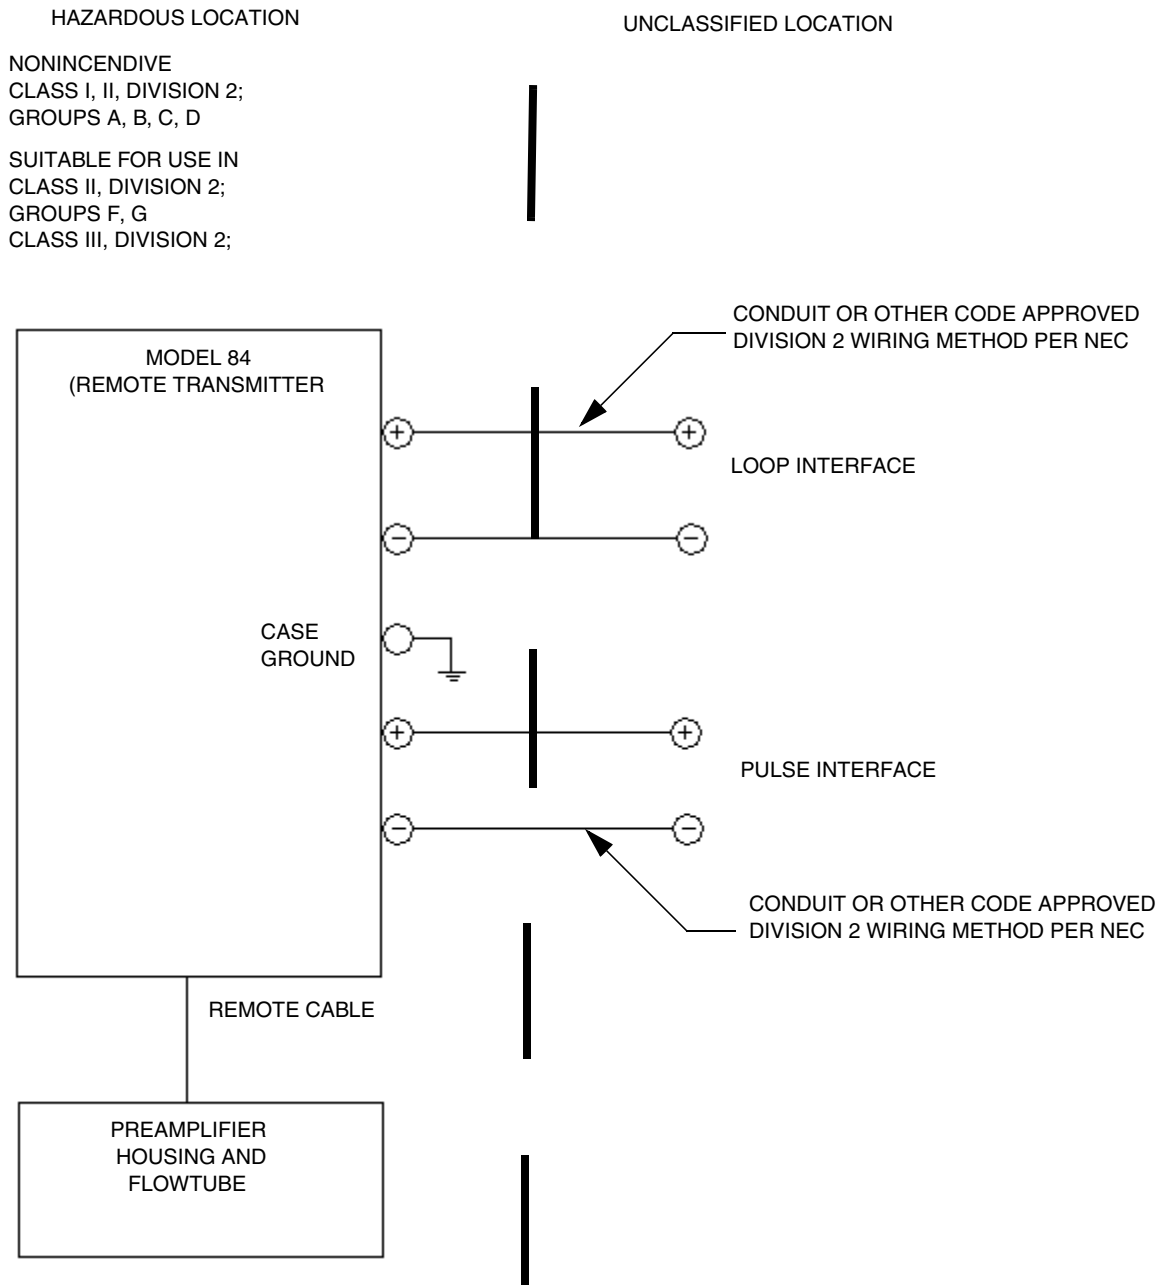 HAZARDOUS LOCATION
UNCLASSIFIED LOCATION
NONINCENDIVE
CLASS I, II, DIVISION 2;
GROUPS A, B, C, D
SUITABLE FOR USE IN
CLASS II, DIVISION 2;
GROUPS F, G
CLASS III, DIVISION 2;
CONDUIT OR OTHER CODE APPROVED
DIVISION 2 WIRING METHOD PER NEC
MODEL 84
(REMOTE TRANSMITTER
+ +
LOOP INTERFACE
− −
CASE
GROUND
+ +
PULSE INTERFACE
− −
CONDUIT OR OTHER CODE APPROVED
DIVISION 2 WIRING METHOD PER NEC
REMOTE CABLE
PREAMPLIFIER
HOUSING AND
FLOWTUBE